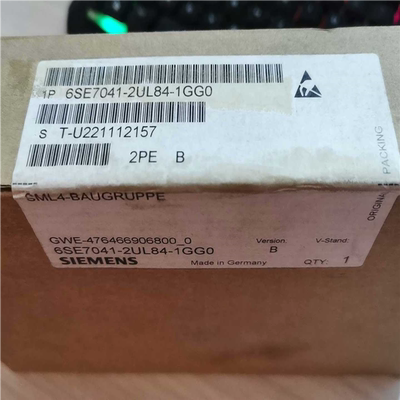 1P 6SE7041-2UL84-1GG0
S T-U221112157
2PE B
ORIGINAL PACKING
SML4-BAUGRUPPE
GWE-476466906800_0 Version: V-Stand:
6SE7041-2UL84-1GG0 B
SIEMENS Made in Germany QTY: 1